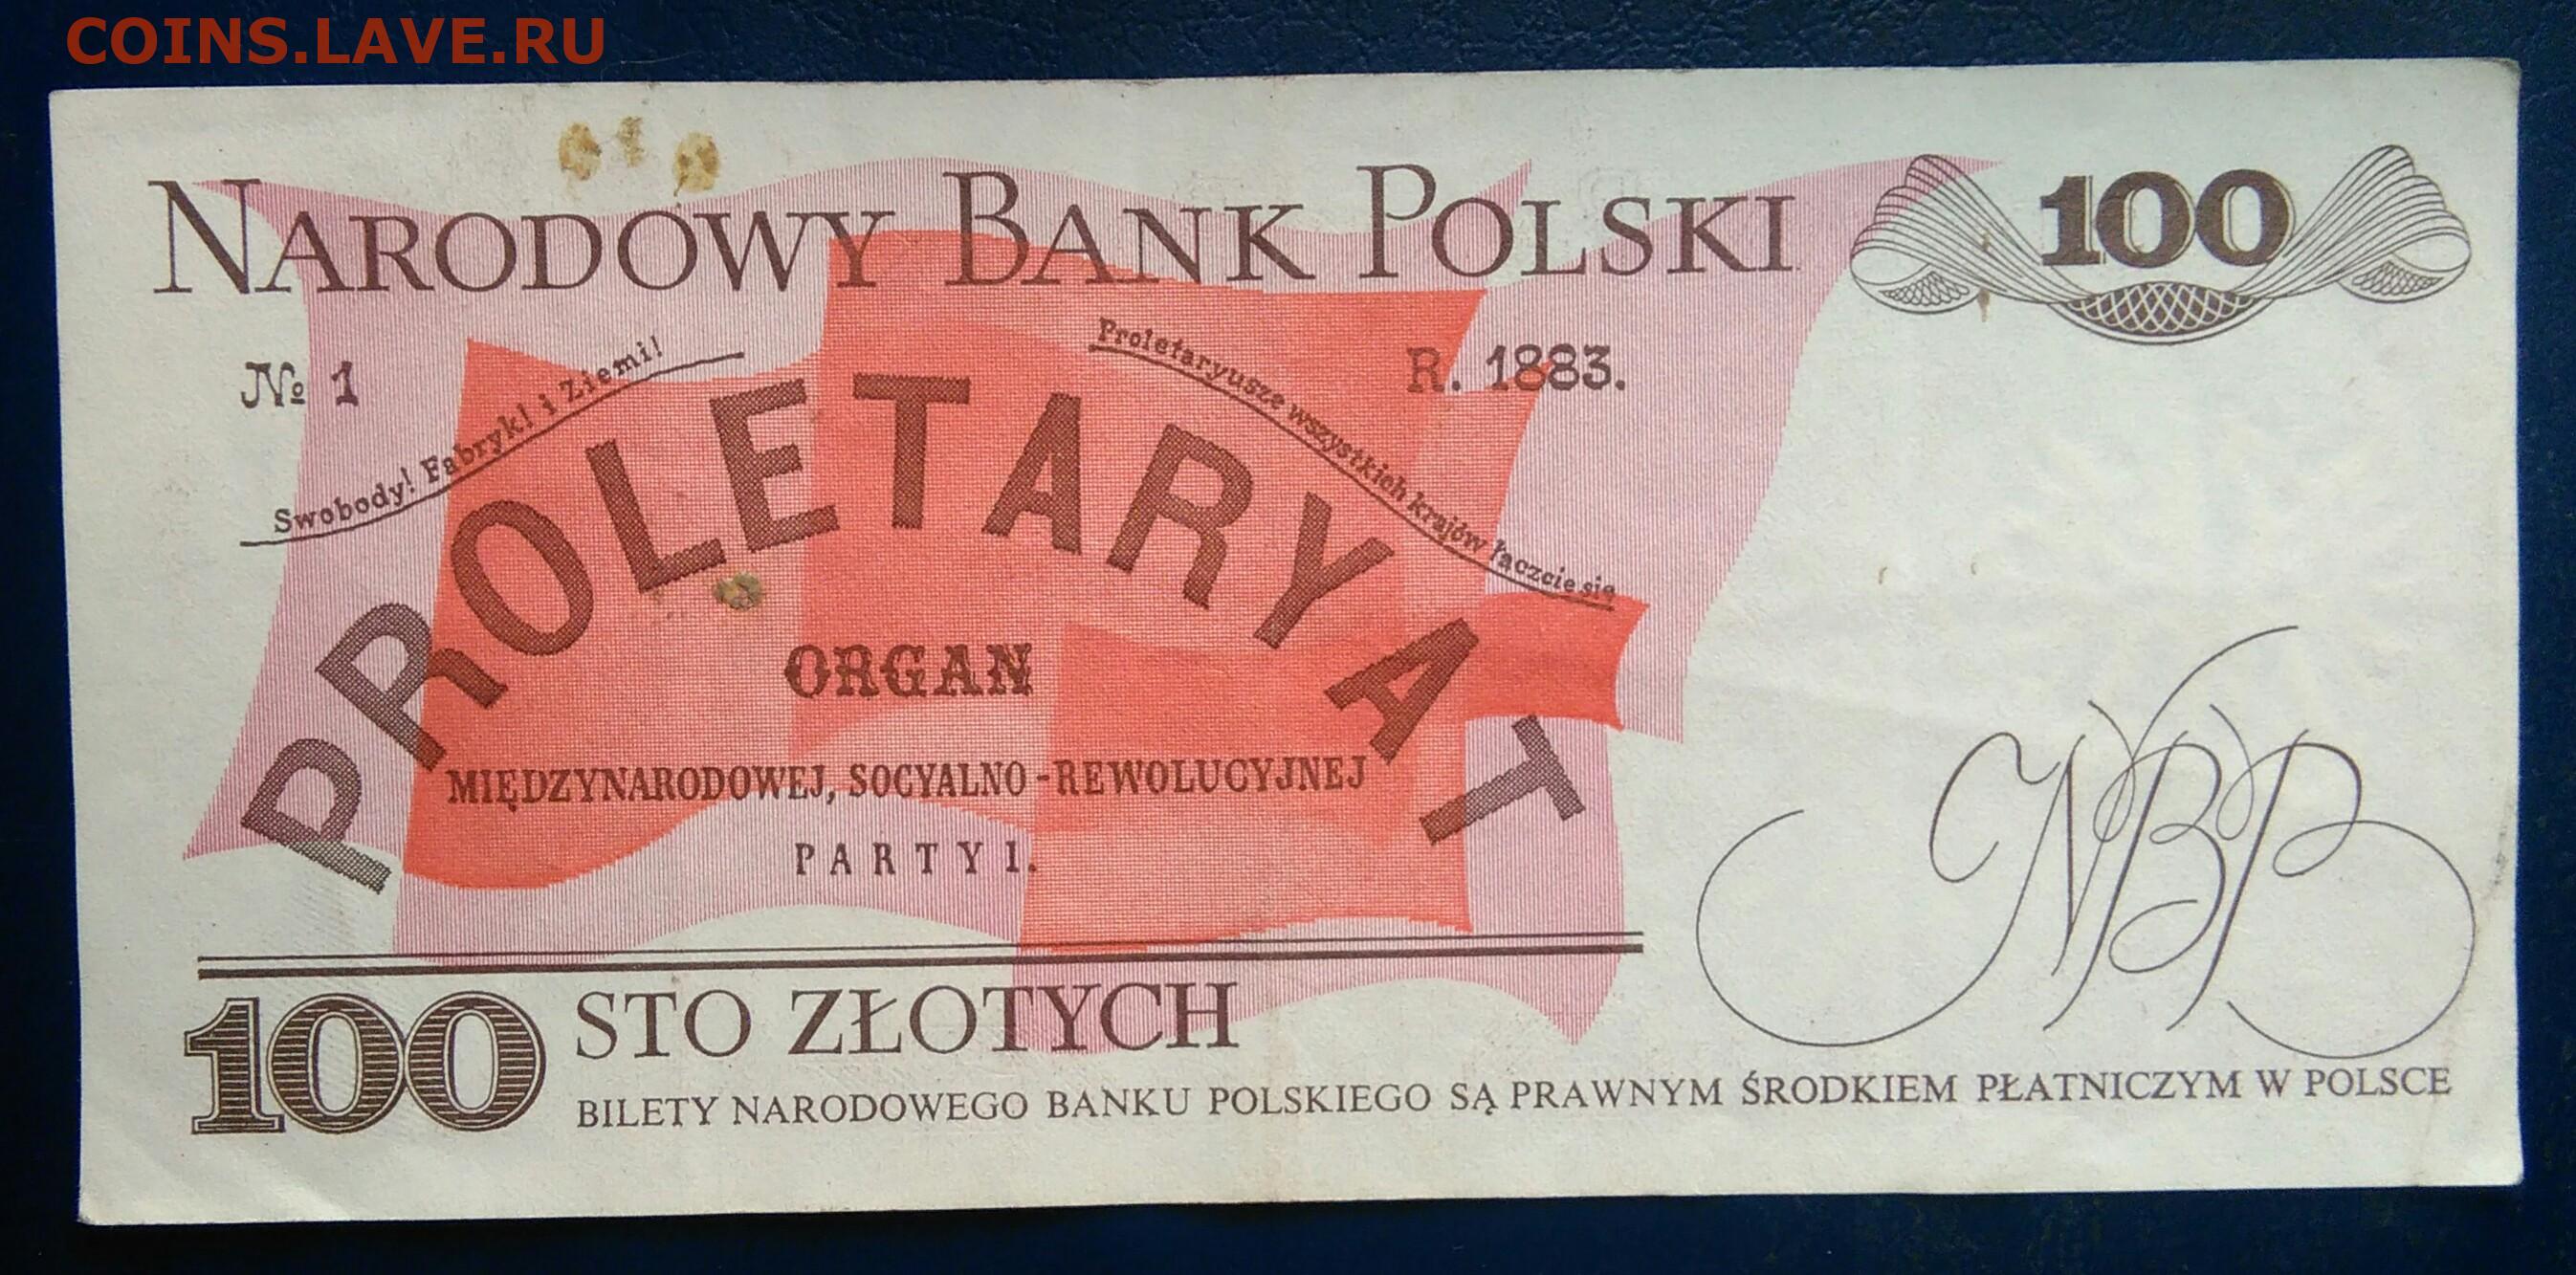 COINS.LAVE.RU
NARODOWY BANK POLSKI
100
№ 1
Swobody! Fabryk! i Ziemi!
Proletaryusze wszystkich krajów łączcie się
R. 1883.
PROLETARYAT
ORGAN
MIĘDZYNARODOWEJ, SOCYALNO-REWOLUCYJNEJ
PARTYI.
NBP
100
STO ZŁOTYCH
BILETY NARODOWEGO BANKU POLSKIEGO SĄ PRAWNYM ŚRODKIEM PŁATNICZYM W POLSCE